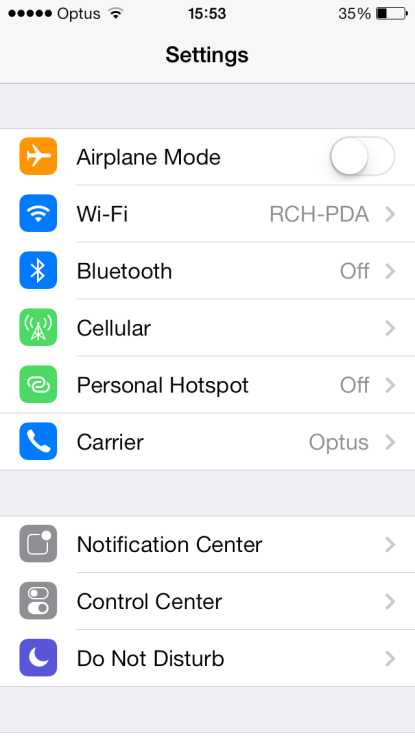 Optus 15:53 35%
Settings
Airplane Mode
Wi-Fi RCH-PDA
Bluetooth Off
Cellular
Personal Hotspot Off
Carrier Optus
Notification Center
Control Center
Do Not Disturb